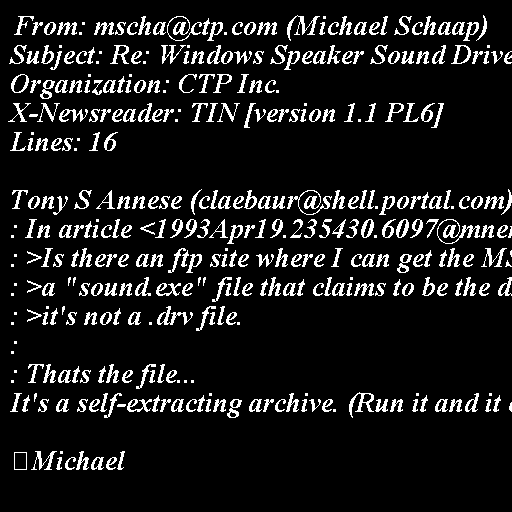 From: mscha@ctp.com (Michael Schaap)
Subject: Re: Windows Speaker Sound Drive
Organization: CTP Inc.
X-Newsreader: TIN [version 1.1 PL6]
Lines: 16

Tony S Annese (claebaur@shell.portal.com)
: In article <1993Apr19.235430.6097@mne
: >Is there an ftp site where I can get the MS
: >a "sound.exe" file that claims to be the d
: >it's not a .drv file.
:
: Thats the file...
It's a self-extracting archive. (Run it and it

Michael